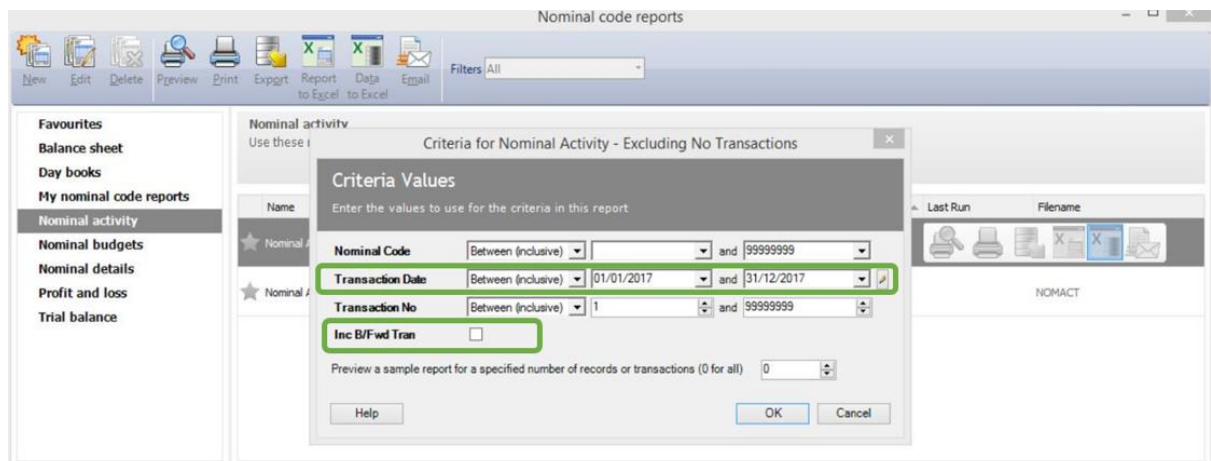 Nominal code reports
New Edit Delete Preview Print Export Report to Excel Data to Excel Email Filters All
Favourites
Balance sheet
Day books
My nominal code reports
Nominal activity
Nominal budgets
Nominal details
Profit and loss
Trial balance
Nominal activity
Use these
Name
Last Run Filename
Nominal
Nominal
NOMACT
Criteria for Nominal Activity - Excluding No Transactions
Criteria Values
Enter the values to use for the criteria in this report
Nominal Code Between (inclusive) and 99999999
Transaction Date Between (inclusive) 01/01/2017 and 31/12/2017
Transaction No Between (inclusive) 1 and 99999999
Inc B/Fwd Tran
Preview a sample report for a specified number of records or transactions (0 for all) 0
Help OK Cancel